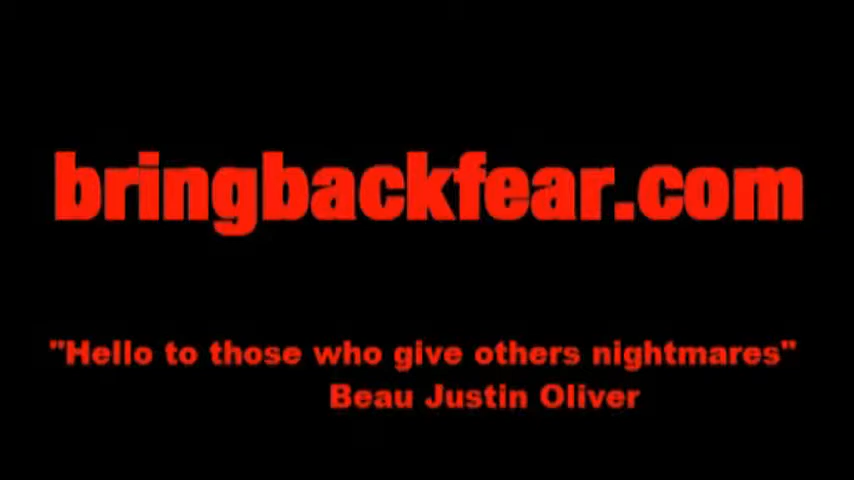 bringbackfear.com
"Hello to those who give others nightmares"
Beau Justin Oliver